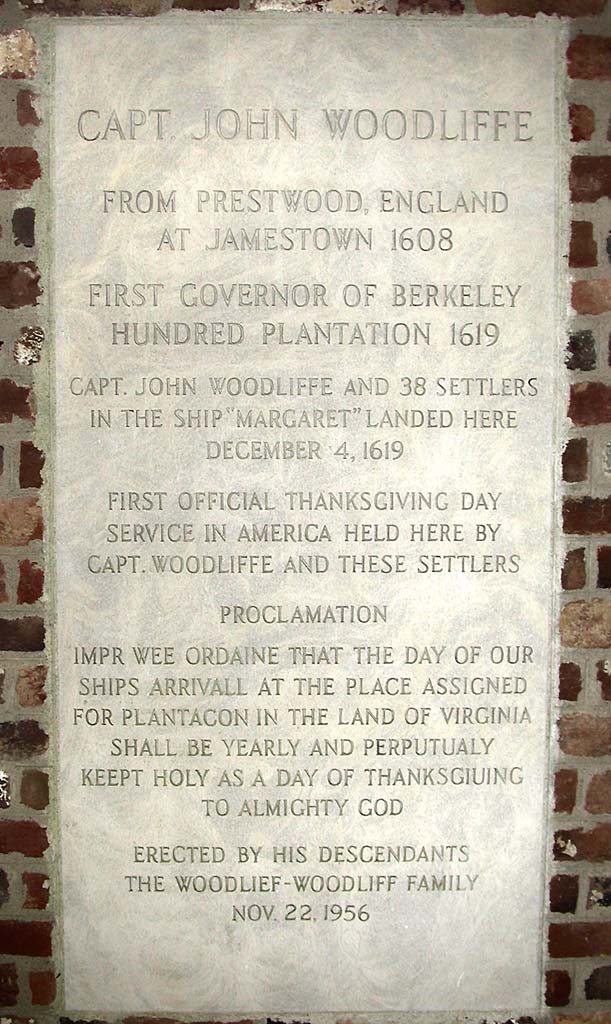 CAPT. JOHN WOODLIFFE
FROM PRESTWOOD, ENGLAND
AT JAMESTOWN 1608
FIRST GOVERNOR OF BERKELEY
HUNDRED PLANTATION 1619
CAPT. JOHN WOODLIFFE AND 38 SETTLERS
IN THE SHIP "MARGARET" LANDED HERE
DECEMBER 4, 1619
FIRST OFFICIAL THANKSGIVING DAY
SERVICE IN AMERICA HELD HERE BY
CAPT. WOODLIFFE AND THESE SETTLERS
PROCLAMATION
IMPR WEE ORDAINE THAT THE DAY OF OUR
SHIPS ARRIVALL AT THE PLACE ASSIGNED
FOR PLANTACON IN THE LAND OF VIRGINIA
SHALL BE YEARLY AND PERPUTUALY
KEEPT HOLY AS A DAY OF THANKSGIUING
TO ALMIGHTY GOD
ERECTED BY HIS DESCENDANTS
THE WOODLIEF-WOODLIFF FAMILY
NOV. 22, 1956